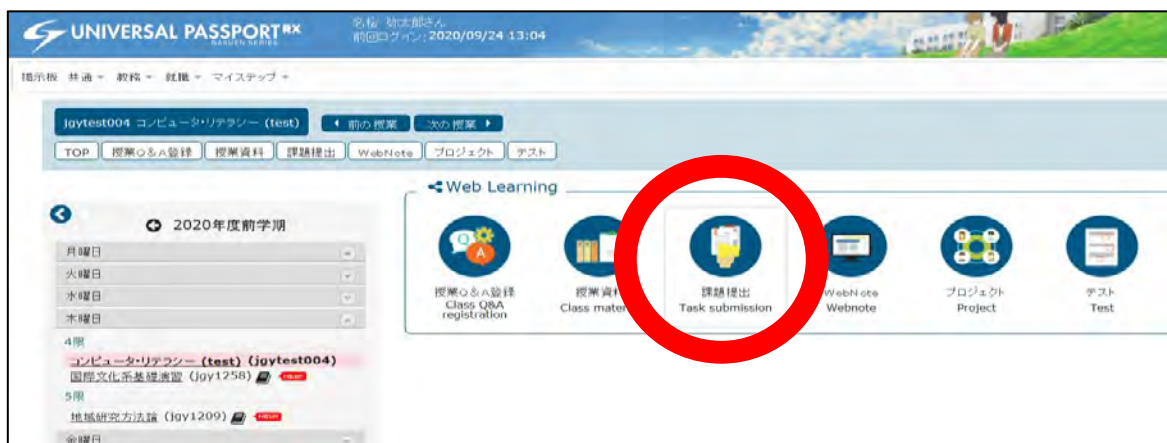 UNIVERSAL PASSPORT RX
GAKUEN SERIES
名桜
前回ログイン: 2020/09/24 13:04
掲示板 共通 教務 就職 マイステップ
jgytest004 コンピュータ・リテラシー (test) 前の授業 次の授業
TOP 授業Q&A登録 授業資料 課題提出 WebNote プロジェクト テスト
Web Learning
2020年度前学期
月曜日
火曜日
水曜日
木曜日
4限
コンピュータ・リテラシー (test) (jgytest004)
国際文化系基礎演習 (jgy1258)
5限
地域研究方法論 (jgy1209)
金曜日
授業Q&A登録
Class Q&A
registration
授業資
Class mater
課題提出
Task submission
WebNote
Webnote
プロジェクト
Project
テスト
Test